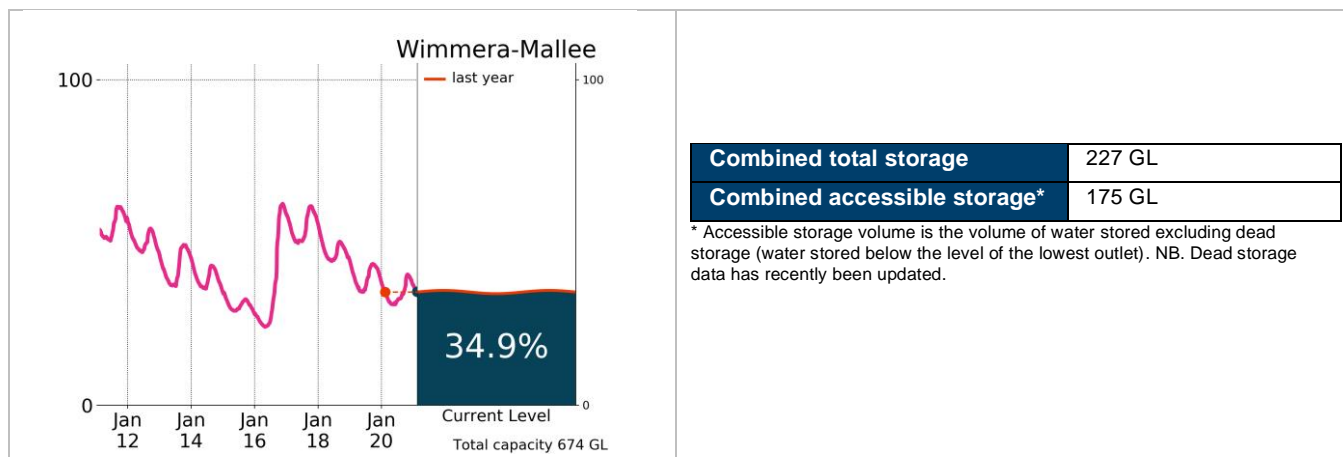 Wimmera-Mallee
last year
100
100
34.9%
0
0
Jan
12
Jan
14
Jan
16
Jan
18
Jan
20
Current Level
Total capacity 674 GL
Combined total storage 227 GL
Combined accessible storage* 175 GL
* Accessible storage volume is the volume of water stored excluding dead
storage (water stored below the level of the lowest outlet). NB. Dead storage
data has recently been updated.